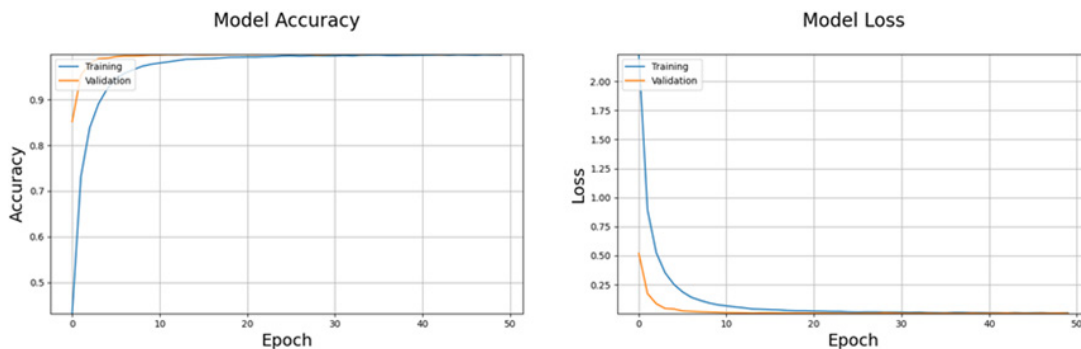 Model Accuracy
Training
Validation
0.9
0.8
0.7
0.6
0.5
Accuracy
0 10 20 30 40 50
Epoch
Model Loss
Training
Validation
2.00
1.75
1.50
1.25
1.00
0.75
0.50
0.25
Loss
0 10 20 30 40 50
Epoch